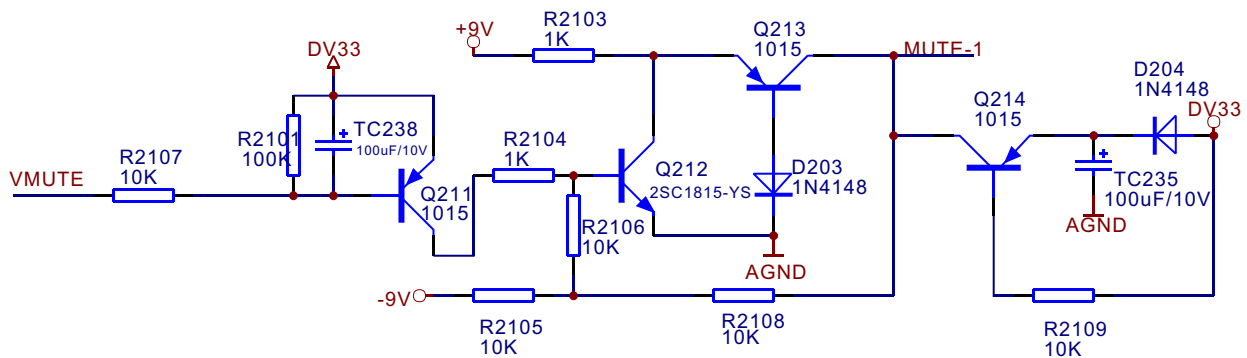 R2103
1K
+9V
Q213
1015
MUTE-1
DV33
D204
1N4148
DV33
Q214
1015
R2101
100K
TC238
100uF/10V
R2104
1K
R2107
10K
VMUTE
Q211
1015
Q212
2SC1815-YS
D203
1N4148
TC235
100uF/10V
AGND
R2106
10K
AGND
-9V
R2105
10K
R2108
10K
R2109
10K